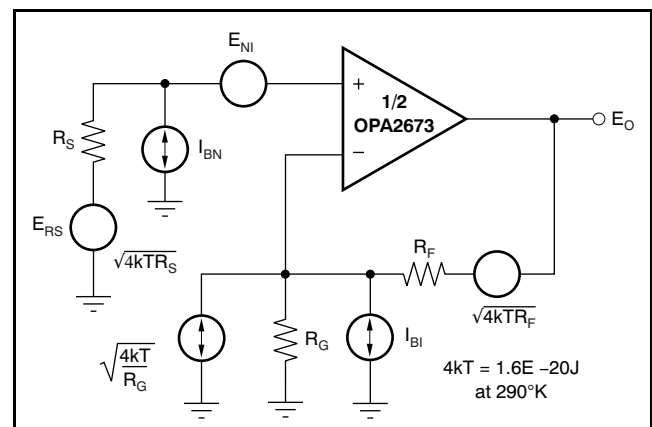 E_NI
+
1/2
OPA2673
−
E_O
R_S
I_BN
E_RS
√4kTR_S
R_F
√4kTR_F
√4kT/R_G
R_G
I_BI
4kT = 1.6E −20J
at 290°K